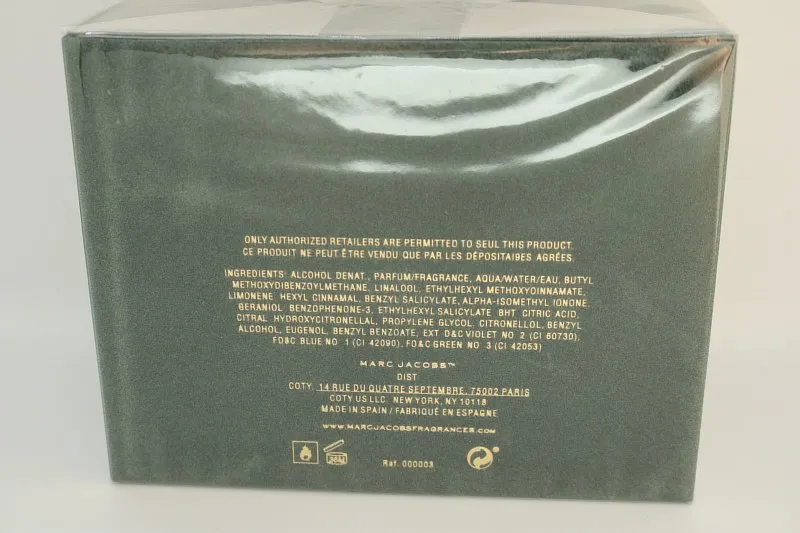 ONLY AUTHORIZED RETAILERS ARE PERMITTED TO SEUL THIS PRODUCT.
CE PRODUIT NE PEUT ÊTRE VENDU QUE PAR LES DÉPOSITAIBES AGRÉES.
INGREDIENTS: ALCOHOL DENAT., PARFUM/FRAGRANCE, AQUA/WATER/EAU, BUTYL
METHOXYDIBENZOYLMETHANE, LINALOOL, ETHYLHEXYL METHOXYOINNAMATE,
LIMONENE HEXYL CINNAMAL, BENZYL SALICYLATE, ALPHA-ISOMETHYL IONONE,
GERANIOL BENZOPHENONE-3, ETHYLHEXYL SALICYLATE BHT CITRIC ACID,
CITRAL HYDROXYCITRONELLAL, PROPYLENE GLYCOL, CITRONELLOL, BENZYL
ALCOHOL, EUGENOL, BENZYL BENZOATE, EXT D&C VIOLET NO 2 (CI 60730),
FD&C BLUE NO 1 (CI 42090), FD&C GREEN NO 3 (CI 42053)
MARC JACOBS™
DIST
COTY, 14 RUE DU QUATRE SEPTEMBRE, 75002 PARIS
COTY US LLC. NEW YORK, NY 10118
MADE IN SPAIN / FABRIQUÉ EN ESPAGNE
WWW.MARCJACOBSFRAGRANCES.COM
Réf. 000003